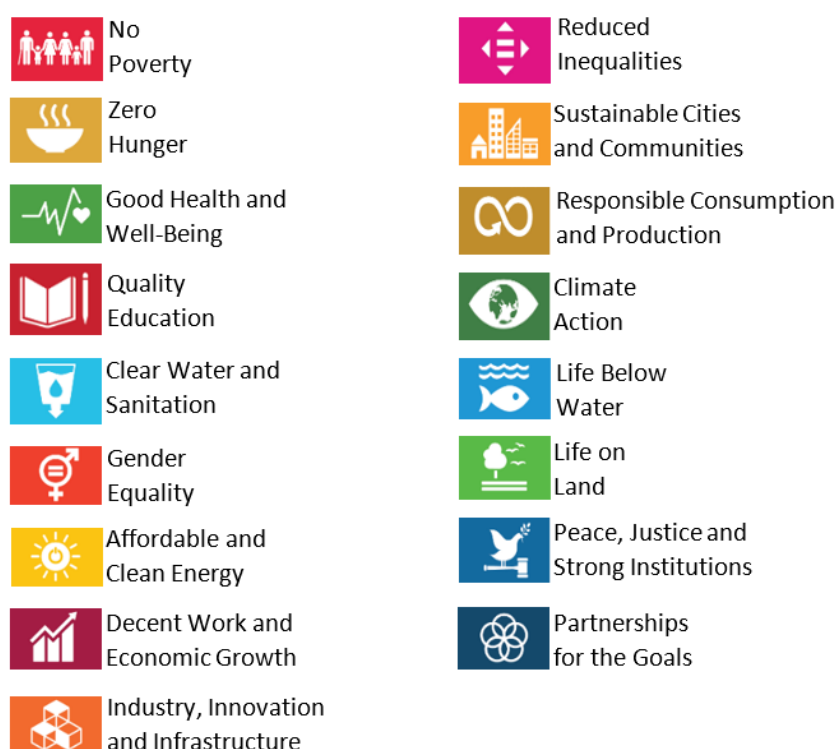 No
Poverty
Zero
Hunger
Good Health and
Well-Being
Quality
Education
Clear Water and
Sanitation
Gender
Equality
Affordable and
Clean Energy
Decent Work and
Economic Growth
Industry, Innovation
and Infrastructure
Reduced
Inequalities
Sustainable Cities
and Communities
Responsible Consumption
and Production
Climate
Action
Life Below
Water
Life on
Land
Peace, Justice and
Strong Institutions
Partnerships
for the Goals